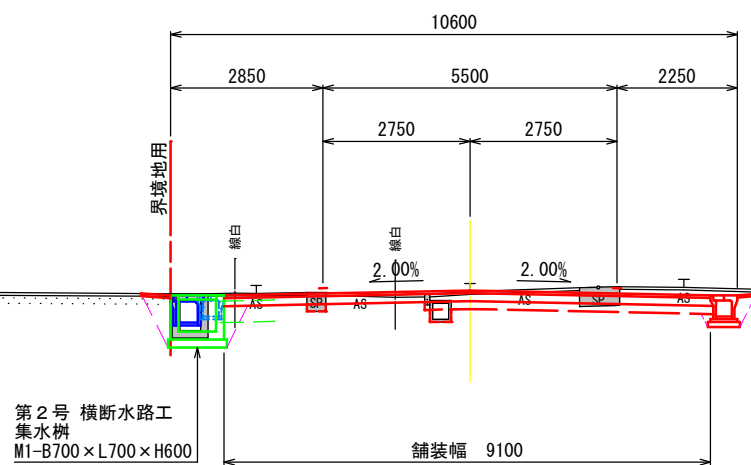 10600
2850
5500
2250
2750
2750
界境地用
線白
線白
2.00%
2.00%
AS
SP
AS
AS
KP
AS
第2号 横断水路工
集水桝
M1-B700×L700×H600
舗装幅 9100